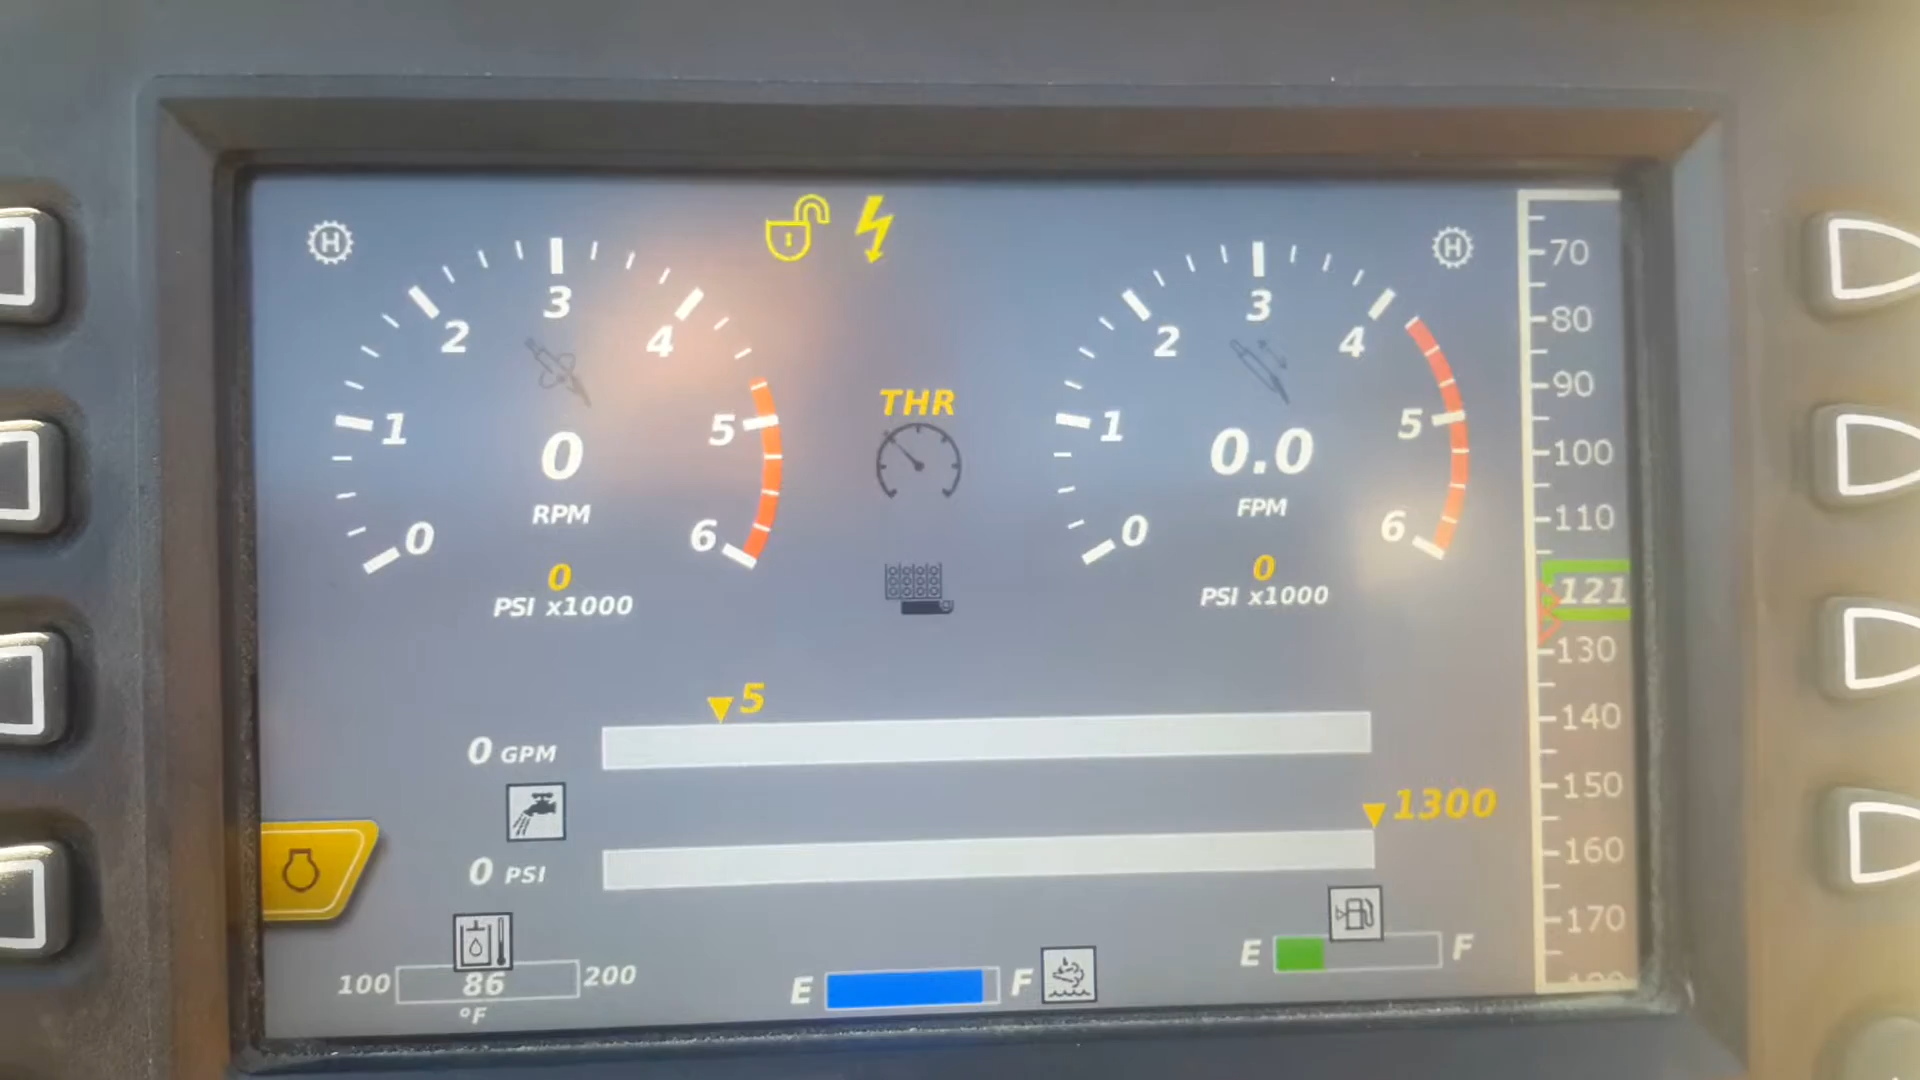 H
H
0 1 2 3 4 5 6
0
RPM
0
PSI x1000
THR
0 1 2 3 4 5 6
0.0
FPM
0
PSI x1000
70
80
90
100
110
121
130
140
150
160
170
5
0 GPM
1300
0 PSI
100 86 200
°F
E F
E F